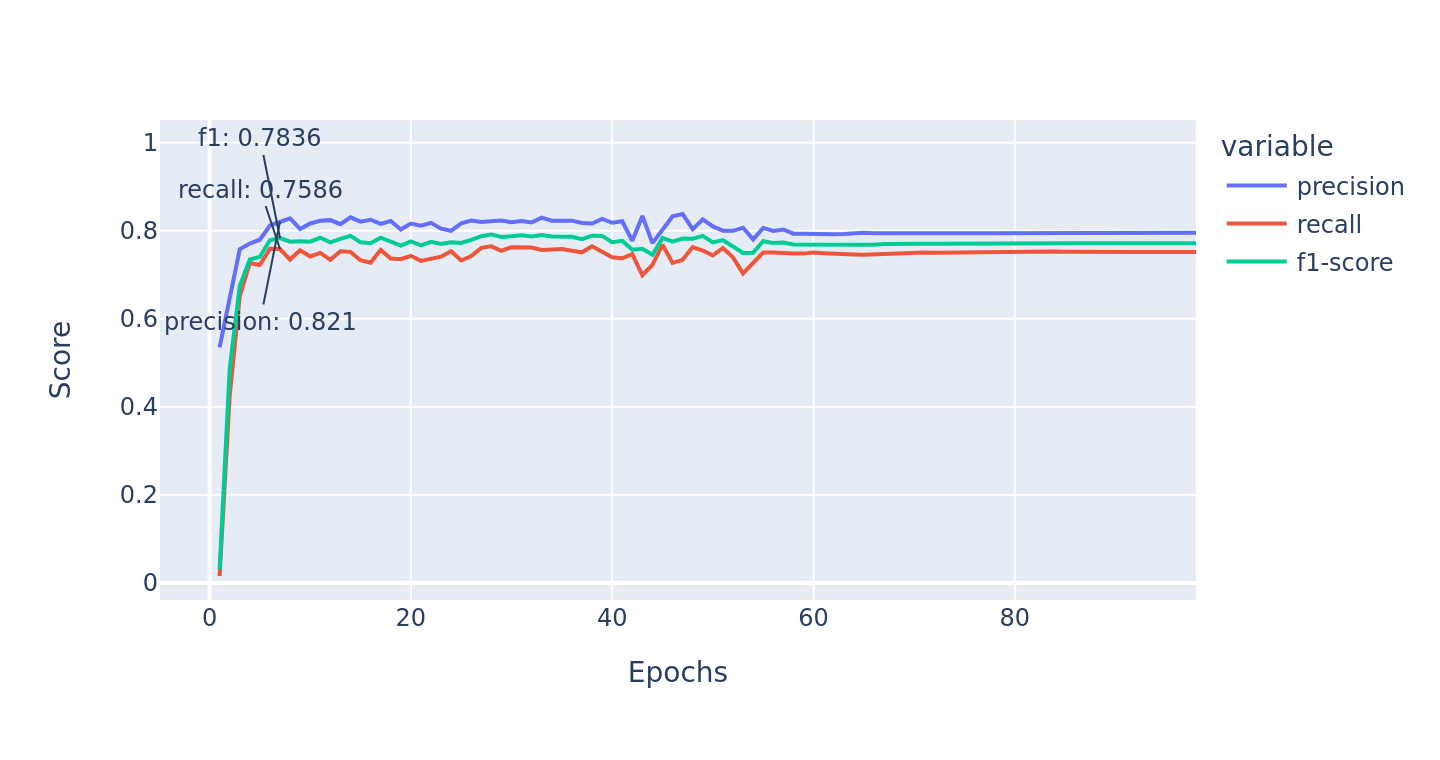 f1: 0.7836
recall: 0.7586
precision: 0.821
1
0.8
0.6
0.4
0.2
0
0
20
40
60
80
Score
Epochs
variable
precision
recall
f1-score